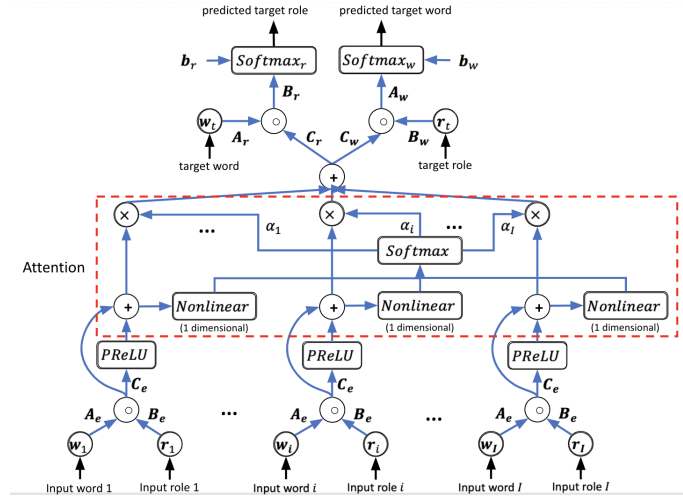 predicted target role predicted target word
b_r Softmax_r Softmax_w b_w
B_r A_w
w_t ○ ○ r_t
A_r C_r C_w B_w
target word target role
+
× × ×
... α_1 α_i ... α_I
Softmax
Attention
+ Nonlinear + Nonlinear + Nonlinear
(1 dimensional) (1 dimensional) (1 dimensional)
PReLU PReLU PReLU
C_e C_e C_e
○ ... ○ ... ○
A_e B_e A_e B_e A_e B_e
w_1 r_1 w_i r_i w_I r_I
Input word 1 Input role 1 Input word i Input role i Input word I Input role I